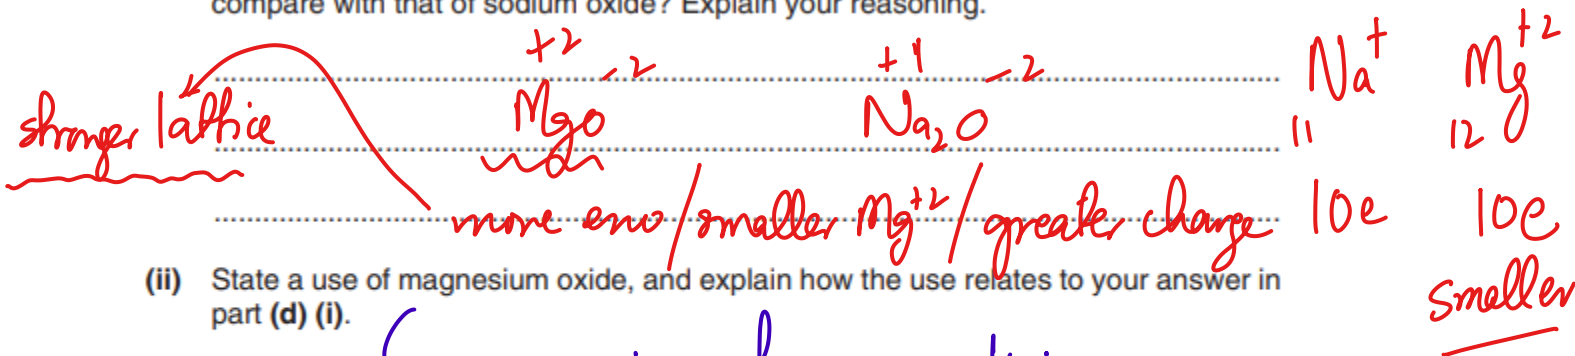 compare with that of sodium oxide? Explain your reasoning.
+2 -2 +1 -2 Na+ Mg+2
stronger lattice MgO Na2O 11 12
more exo / smaller Mg+2 / greater charge 10e 10e
(ii) State a use of magnesium oxide, and explain how the use relates to your answer in
smaller
part (d) (i).